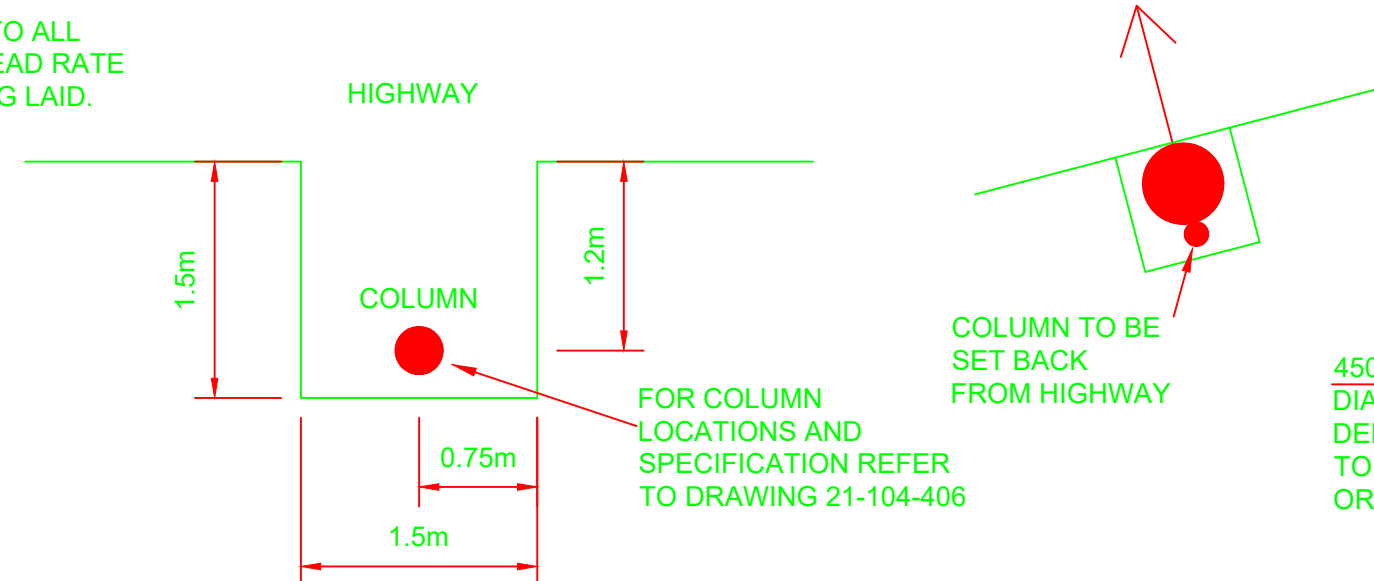 TO ALL
EAD RATE
G LAID.
HIGHWAY
1.5m
1.2m
COLUMN
FOR COLUMN
LOCATIONS AND
SPECIFICATION REFER
TO DRAWING 21-104-406
0.75m
1.5m
COLUMN TO BE
SET BACK
FROM HIGHWAY
450
DIA
DEI
TO
OR